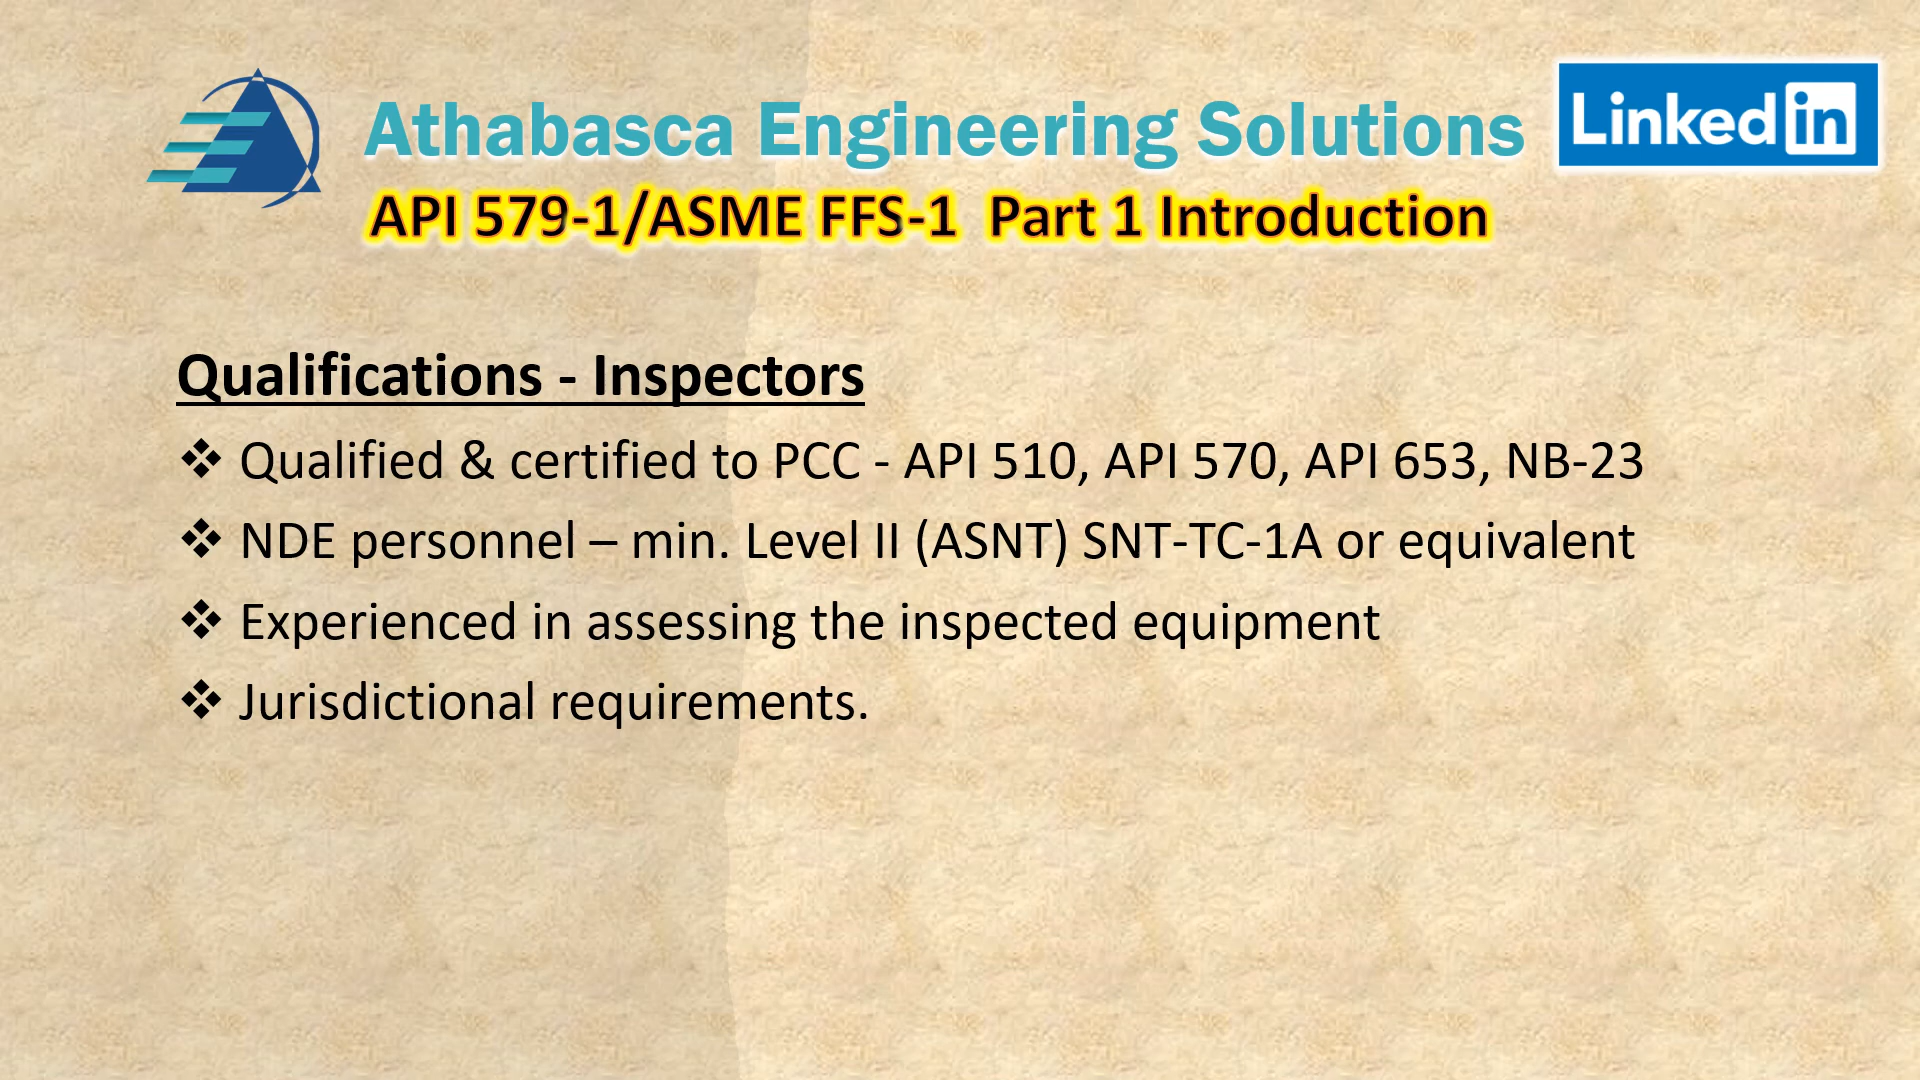 Athabasca Engineering Solutions
Linked in
API 579-1/ASME FFS-1 Part 1 Introduction
Qualifications - Inspectors
❖ Qualified & certified to PCC - API 510, API 570, API 653, NB-23
❖ NDE personnel – min. Level II (ASNT) SNT-TC-1A or equivalent
❖ Experienced in assessing the inspected equipment
❖ Jurisdictional requirements.